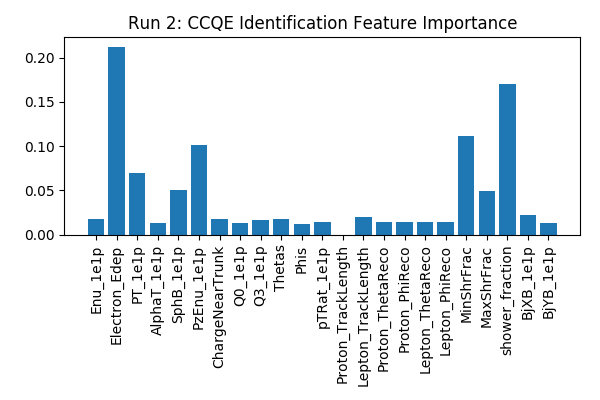 Run 2: CCQE Identification Feature Importance
0.20
0.15
0.10
0.05
0.00
Enu_1e1p
Electron_Edep
PT_1e1p
AlphaT_1e1p
SphB_1e1p
PzEnu_1e1p
ChargeNearTrunk
Q0_1e1p
Q3_1e1p
Thetas
Phis
pTRat_1e1p
Proton_TrackLength
Lepton_TrackLength
Proton_ThetaReco
Proton_PhiReco
Lepton_ThetaReco
Lepton_PhiReco
MinShrFrac
MaxShrFrac
shower_fraction
BjXB_1e1p
BjYB_1e1p